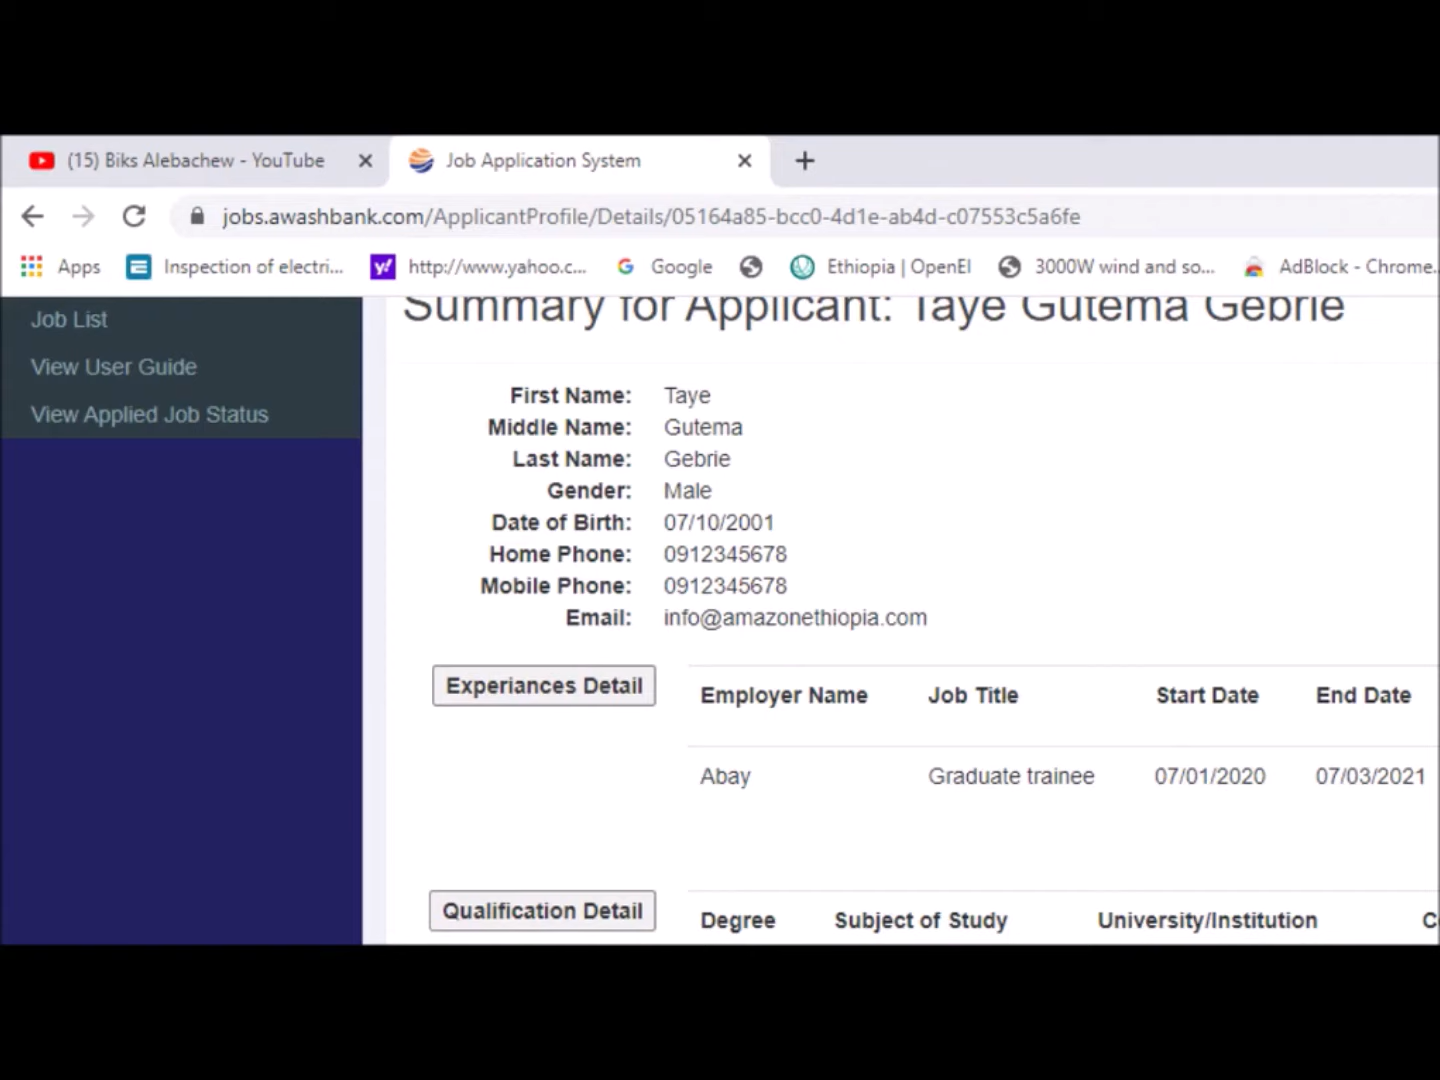 (15) Biks Alebachew - YouTube
Job Application System
jobs.awashbank.com/ApplicantProfile/Details/05164a85-bcc0-4d1e-ab4d-c07553c5a6fe
Apps
Inspection of electri...
http://www.yahoo.c...
Google
Ethiopia | OpenEI
3000W wind and so...
AdBlock - Chrome...
Job List
View User Guide
View Applied Job Status
Summary for Applicant: Taye Gutema Gebrie
First Name: Taye
Middle Name: Gutema
Last Name: Gebrie
Gender: Male
Date of Birth: 07/10/2001
Home Phone: 0912345678
Mobile Phone: 0912345678
Email: info@amazonethiopia.com
Experiances Detail
Employer Name Job Title Start Date End Date
Abay Graduate trainee 07/01/2020 07/03/2021
Qualification Detail
Degree Subject of Study University/Institution